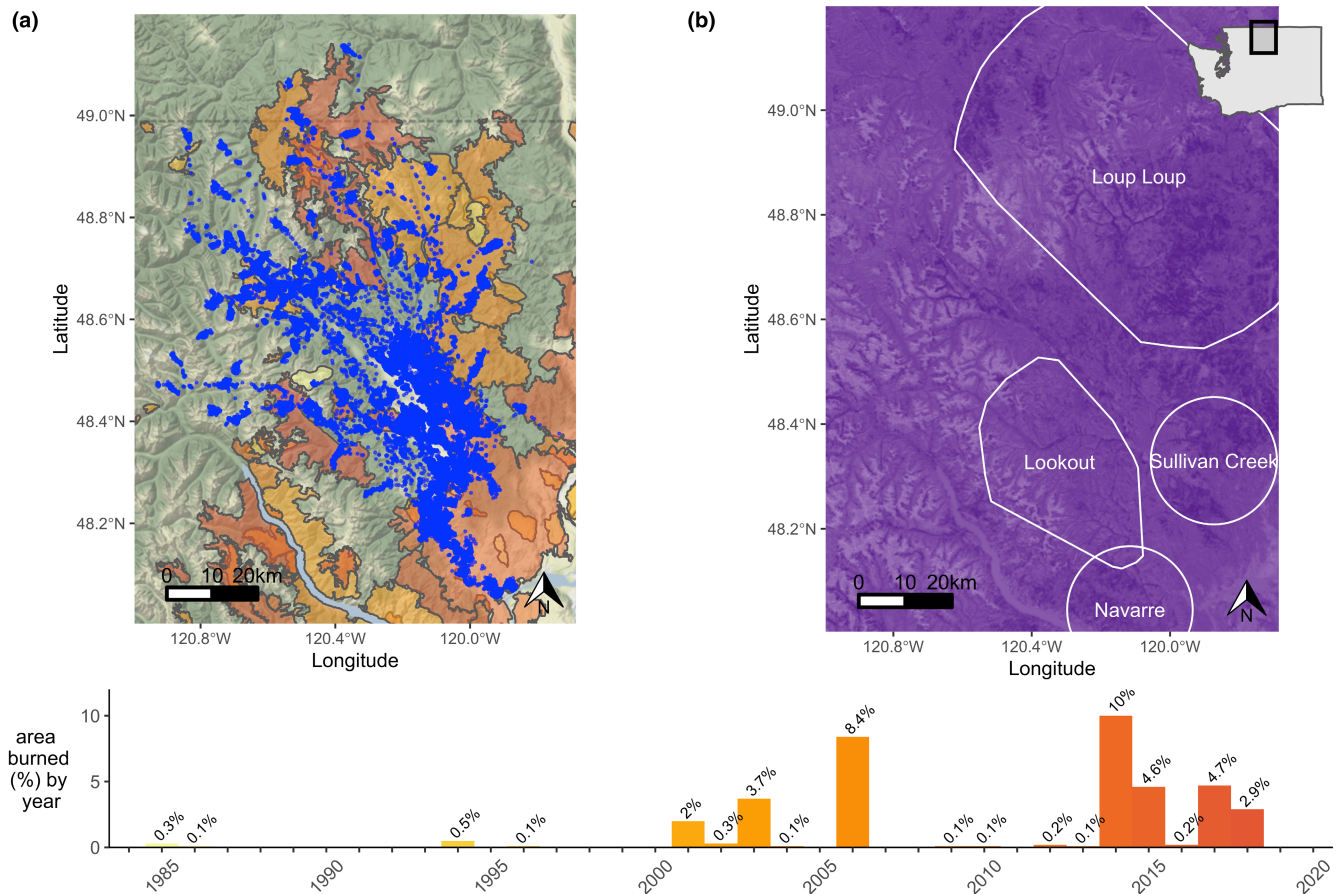 (a)
49.0°N
48.8°N
48.6°N
48.4°N
48.2°N
Latitude
0 10 20km
N
120.8°W 120.4°W 120.0°W
Longitude
(b)
49.0°N
48.8°N
48.6°N
48.4°N
48.2°N
Latitude
Loup Loup
Lookout
Sullivan Creek
Navarre
0 10 20km
N
120.8°W 120.4°W 120.0°W
Longitude
area
burned
(%) by
year
10
5
0
0.3%
0.1%
0.5%
0.1%
2%
0.3%
3.7%
0.1%
8.4%
0.1%
0.1%
0.2%
0.1%
10%
4.6%
0.2%
4.7%
2.9%
1985 1990 1995 2000 2005 2010 2015 2020